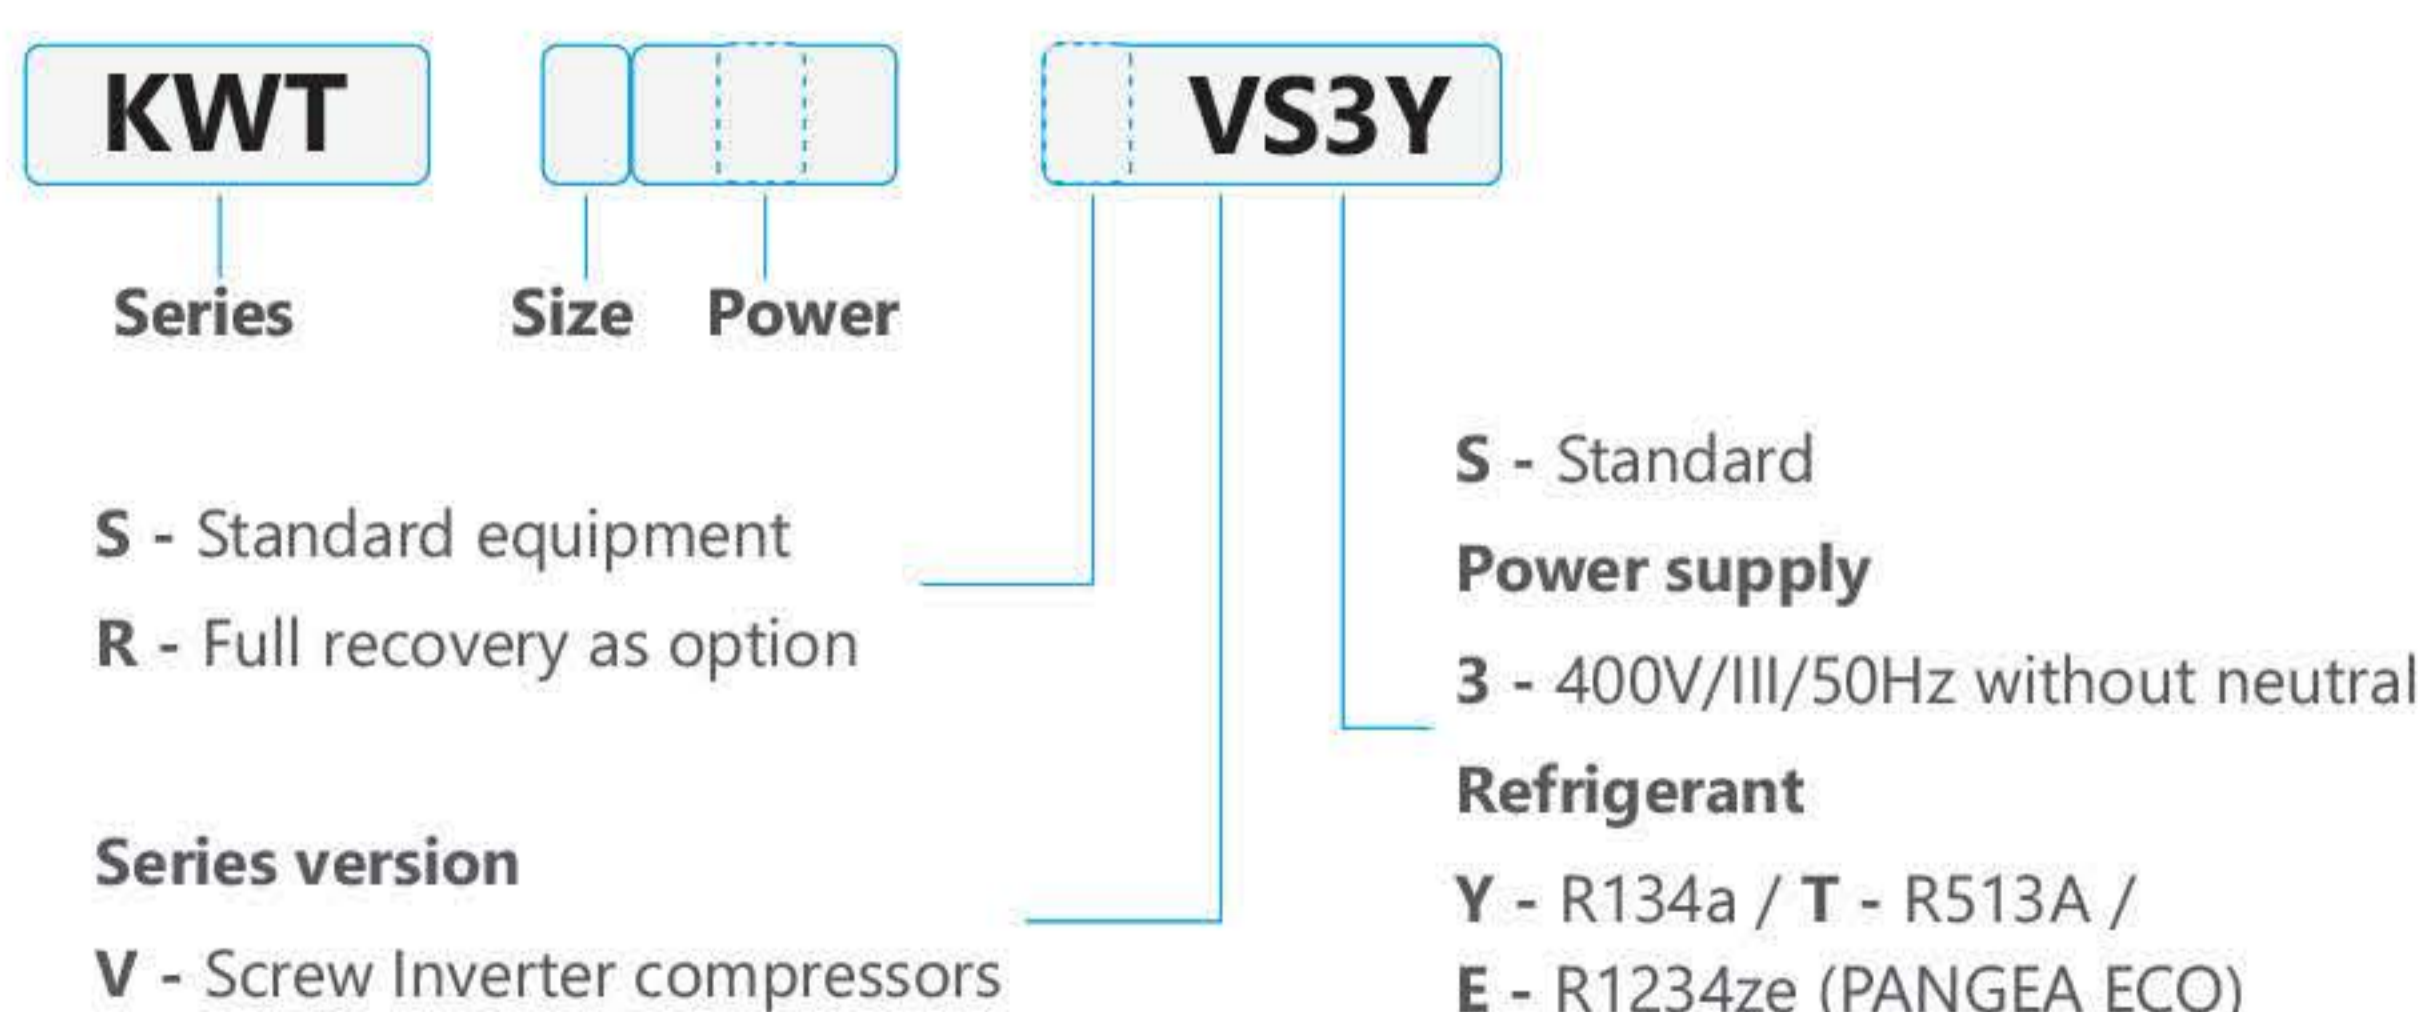 KWT VS3Y
Series Size Power
S - Standard equipment
R - Full recovery as option
Series version
V - Screw Inverter compressors
S - Standard
Power supply
3 - 400V/III/50Hz without neutral
Refrigerant
Y - R134a / T - R513A /
E - R1234ze (PANGEA ECO)